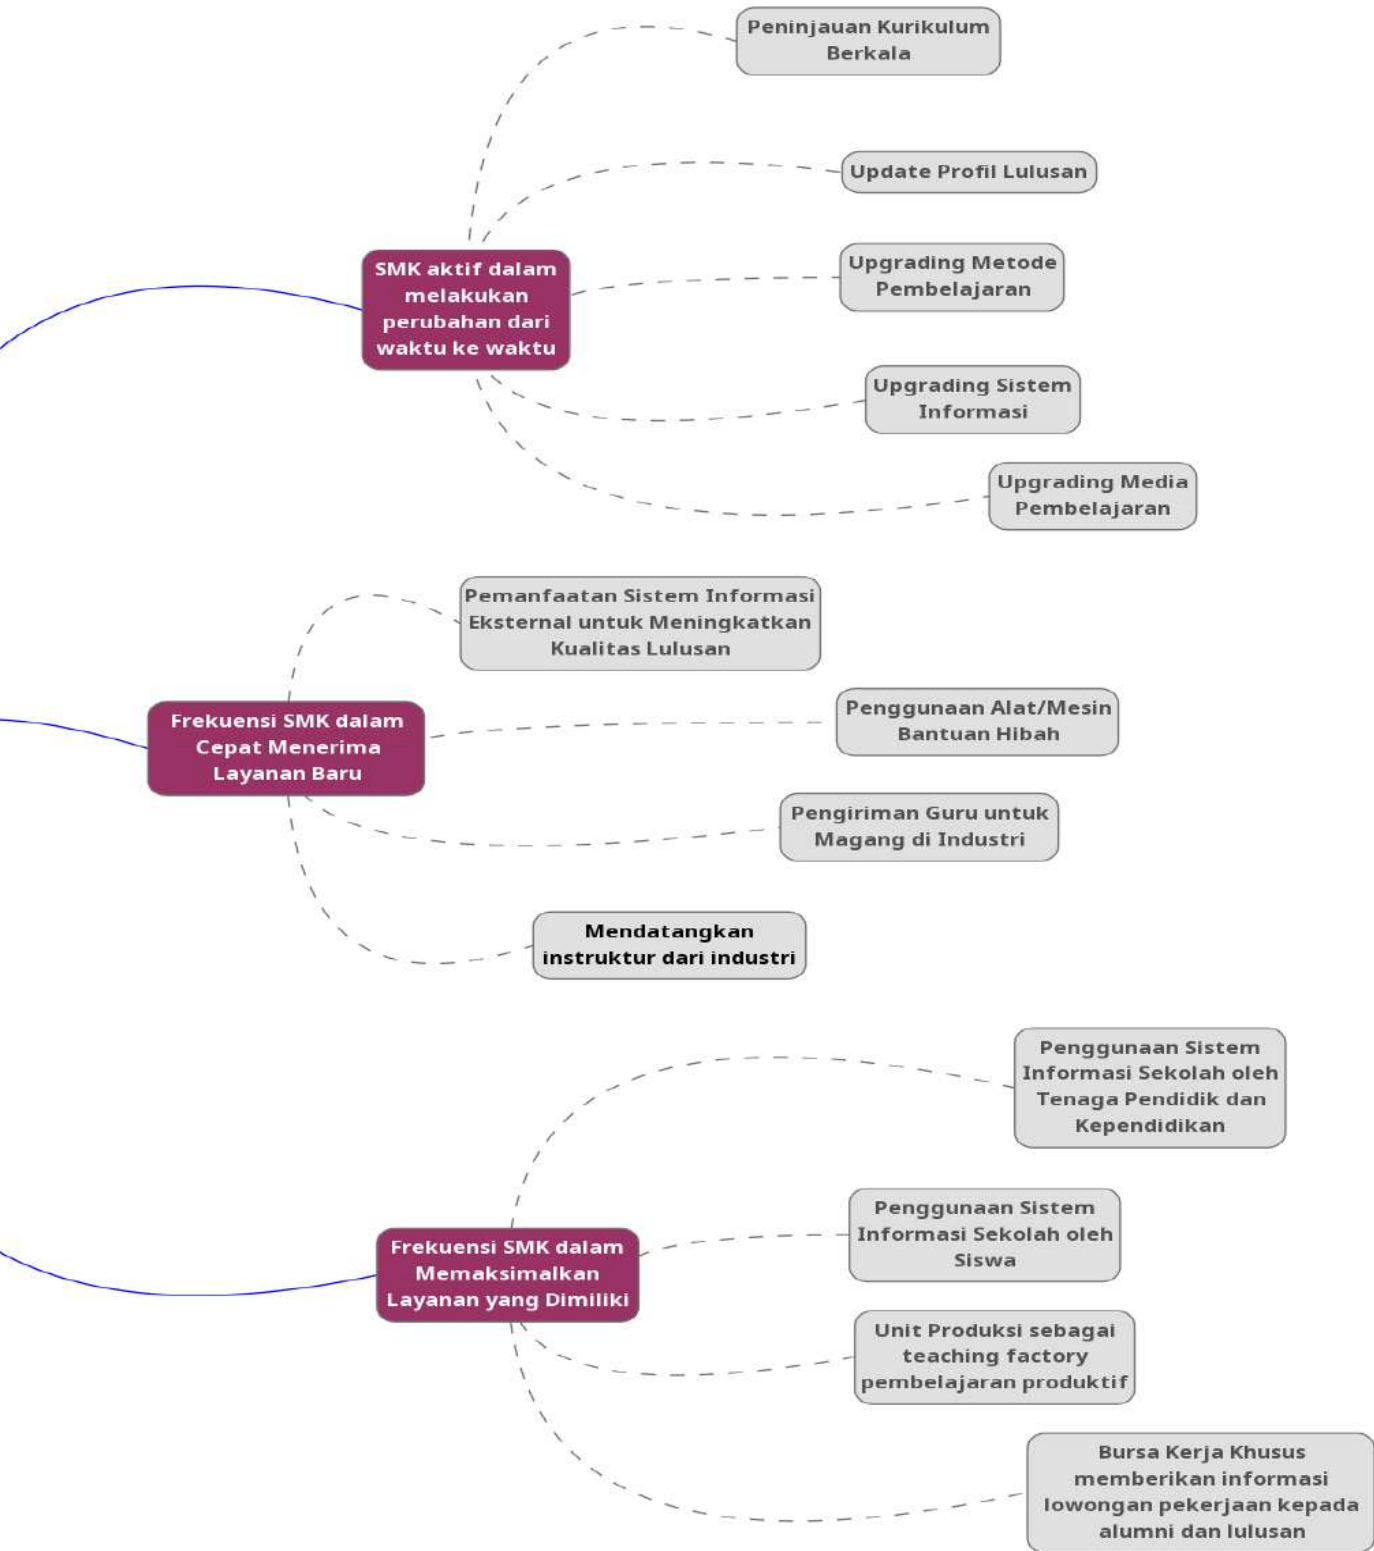 Peninjauan Kurikulum
Berkala
Update Profil Lulusan
SMK aktif dalam
melakukan
perubahan dari
waktu ke waktu
Upgrading Metode
Pembelajaran
Upgrading Sistem
Informasi
Upgrading Media
Pembelajaran
Pemanfaatan Sistem Informasi
Eksternal untuk Meningkatkan
Kualitas Lulusan
Frekuensi SMK dalam
Cepat Menerima
Layanan Baru
Penggunaan Alat/Mesin
Bantuan Hibah
Pengiriman Guru untuk
Magang di Industri
Mendatangkan
instruktur dari industri
Penggunaan Sistem
Informasi Sekolah oleh
Tenaga Pendidik dan
Kependidikan
Penggunaan Sistem
Informasi Sekolah oleh
Siswa
Frekuensi SMK dalam
Memaksimalkan
Layanan yang Dimiliki
Unit Produksi sebagai
teaching factory
pembelajaran produktif
Bursa Kerja Khusus
memberikan informasi
lowongan pekerjaan kepada
alumni dan lulusan